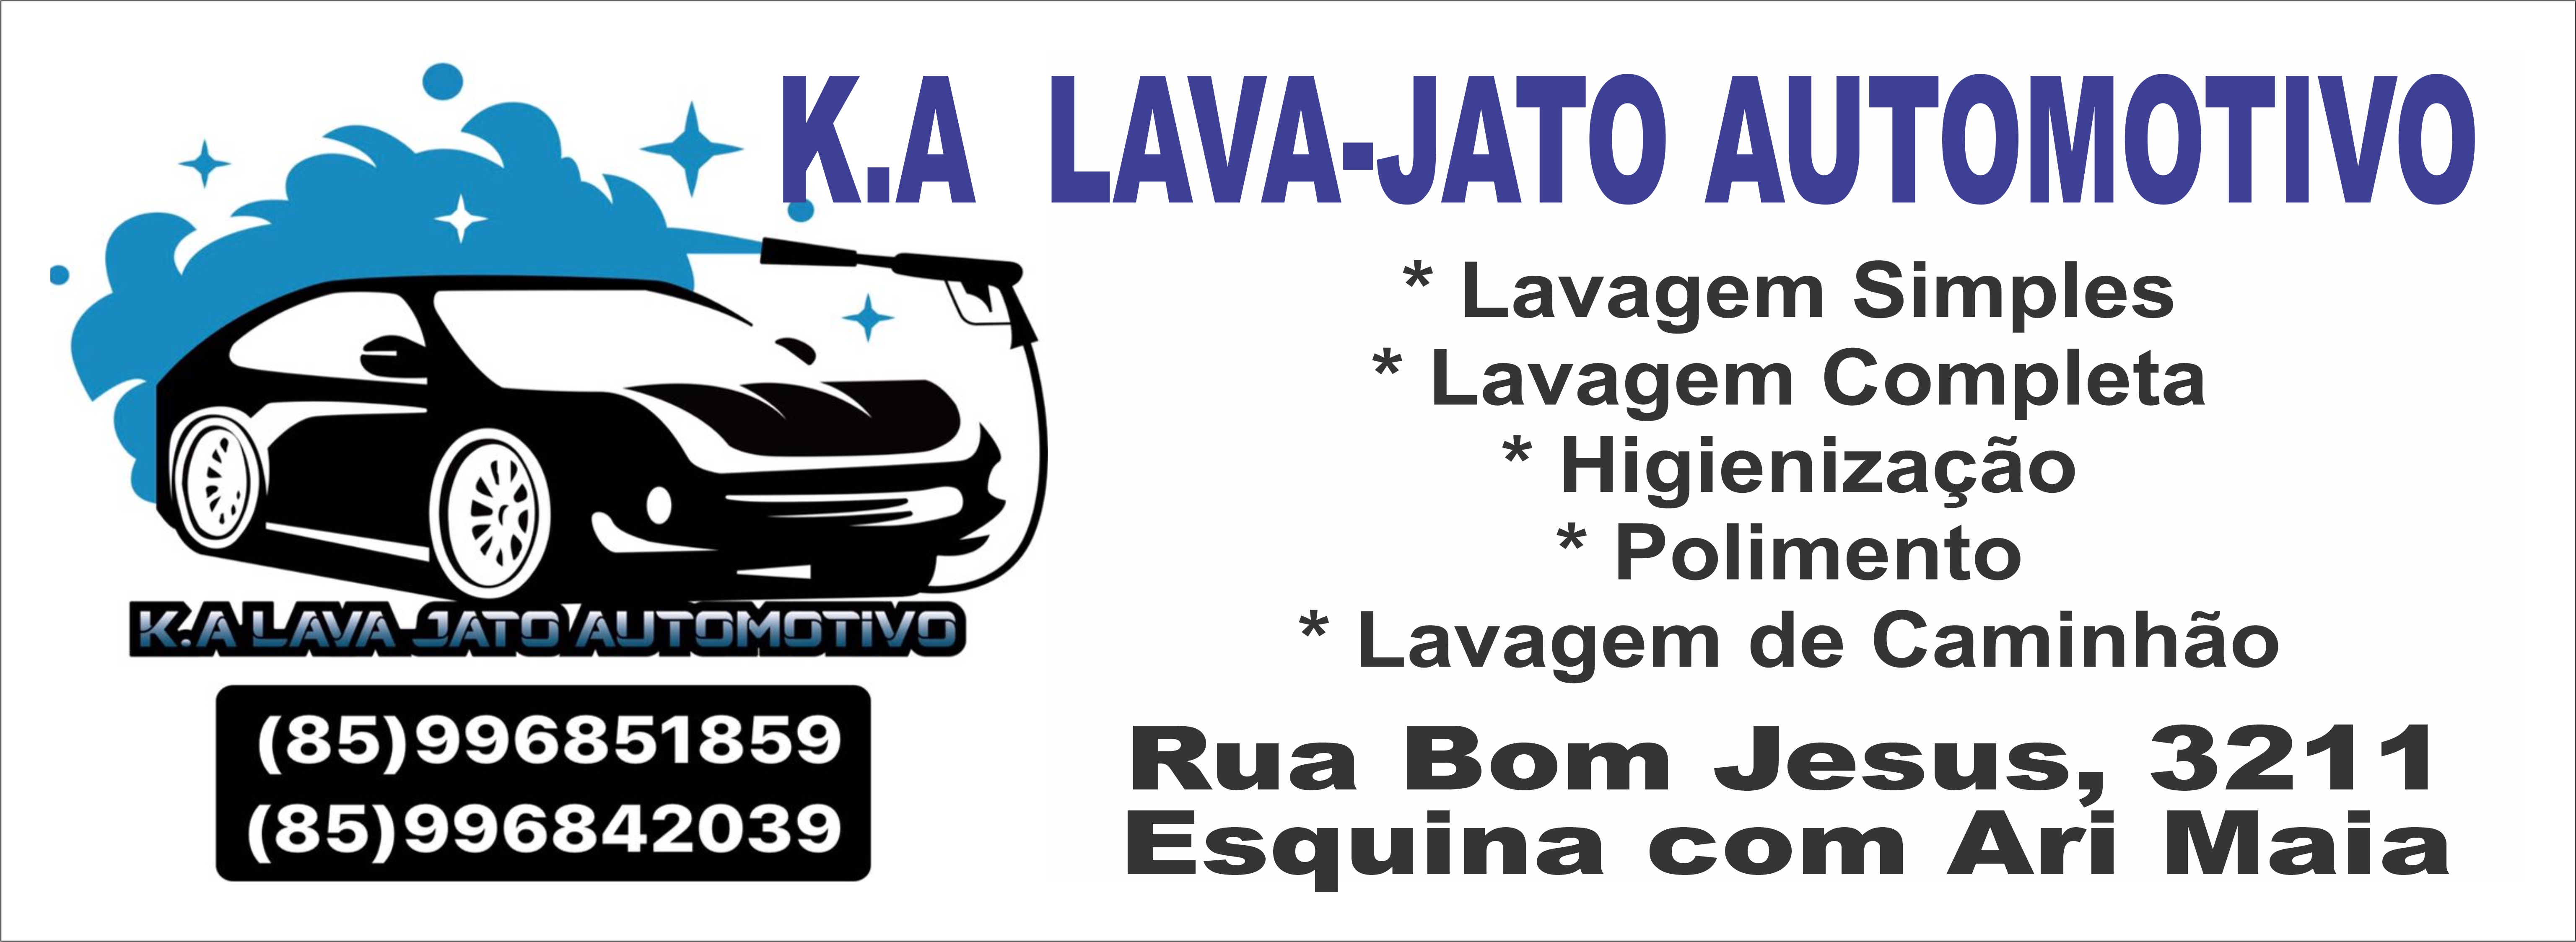 K.A LAVA-JATO AUTOMOTIVO
* Lavagem Simples
* Lavagem Completa
* Higienização
* Polimento
* Lavagem de Caminhão
K.A LAVA JATO AUTOMOTIVO
(85)996851859
(85)996842039
Rua Bom Jesus, 3211
Esquina com Ari Maia